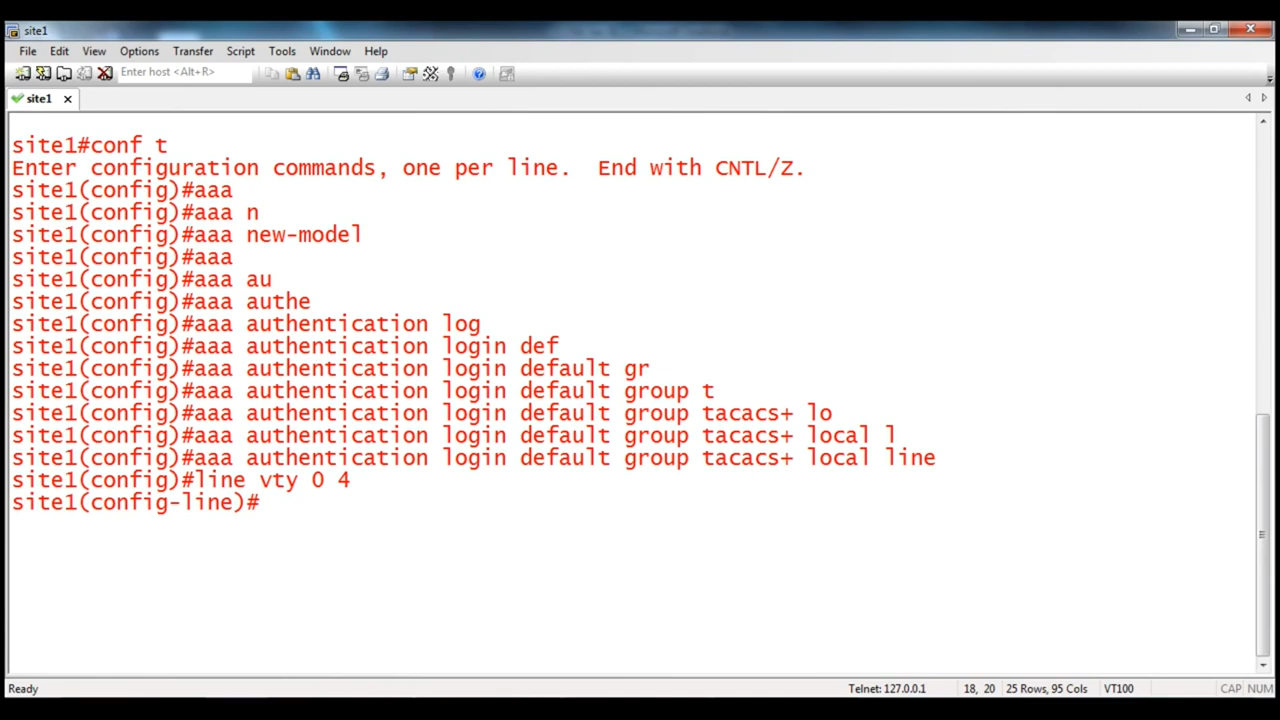 site1
File Edit View Options Transfer Script Tools Window Help
Enter host <Alt+R>
site1
site1#conf t
Enter configuration commands, one per line.  End with CNTL/Z.
site1(config)#aaa
site1(config)#aaa n
site1(config)#aaa new-model
site1(config)#aaa
site1(config)#aaa au
site1(config)#aaa authe
site1(config)#aaa authentication log
site1(config)#aaa authentication login def
site1(config)#aaa authentication login default gr
site1(config)#aaa authentication login default group t
site1(config)#aaa authentication login default group tacacs+ lo
site1(config)#aaa authentication login default group tacacs+ local l
site1(config)#aaa authentication login default group tacacs+ local line
site1(config)#line vty 0 4
site1(config-line)#
Ready Telnet: 127.0.0.1 18, 20 25 Rows, 95 Cols VT100 CAP NUM